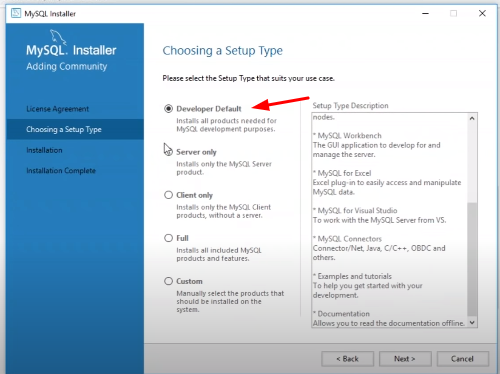 MySQL Installer
MySQL. Installer
Adding Community
License Agreement
Choosing a Setup Type
Installation
Installation Complete
Choosing a Setup Type
Please select the Setup Type that suits your use case.
Developer Default
Installs all products needed for
MySQL development purposes.
Server only
Installs only the MySQL Server
product.
Client only
Installs only the MySQL Client
products, without a server.
Full
Installs all included MySQL
products and features.
Custom
Manually select the products that
should be installed on the
system.
Setup Type Description
nodes.
* MySQL Workbench
The GUI application to develop for and
manage the server.
* MySQL for Excel
Excel plug-in to easily access and manipulate
MySQL data.
* MySQL for Visual Studio
To work with the MySQL Server from VS.
* MySQL Connectors
Connector/Net, Java, C/C++, OBDC and
others.
* Examples and tutorials
To help you get started with your
development.
* Documentation
Allows you to read the documentation offline.
< Back
Next >
Cancel